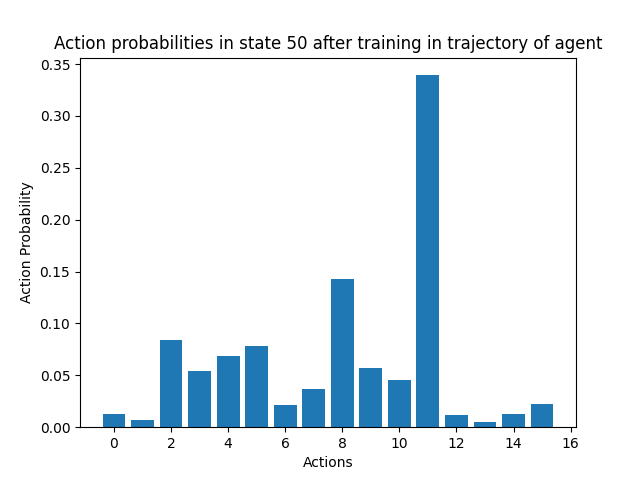 Action probabilities in state 50 after training in trajectory of agent
0.35
0.30
0.25
0.20
0.15
0.10
0.05
0.00
Action Probability
0 2 4 6 8 10 12 14 16
Actions